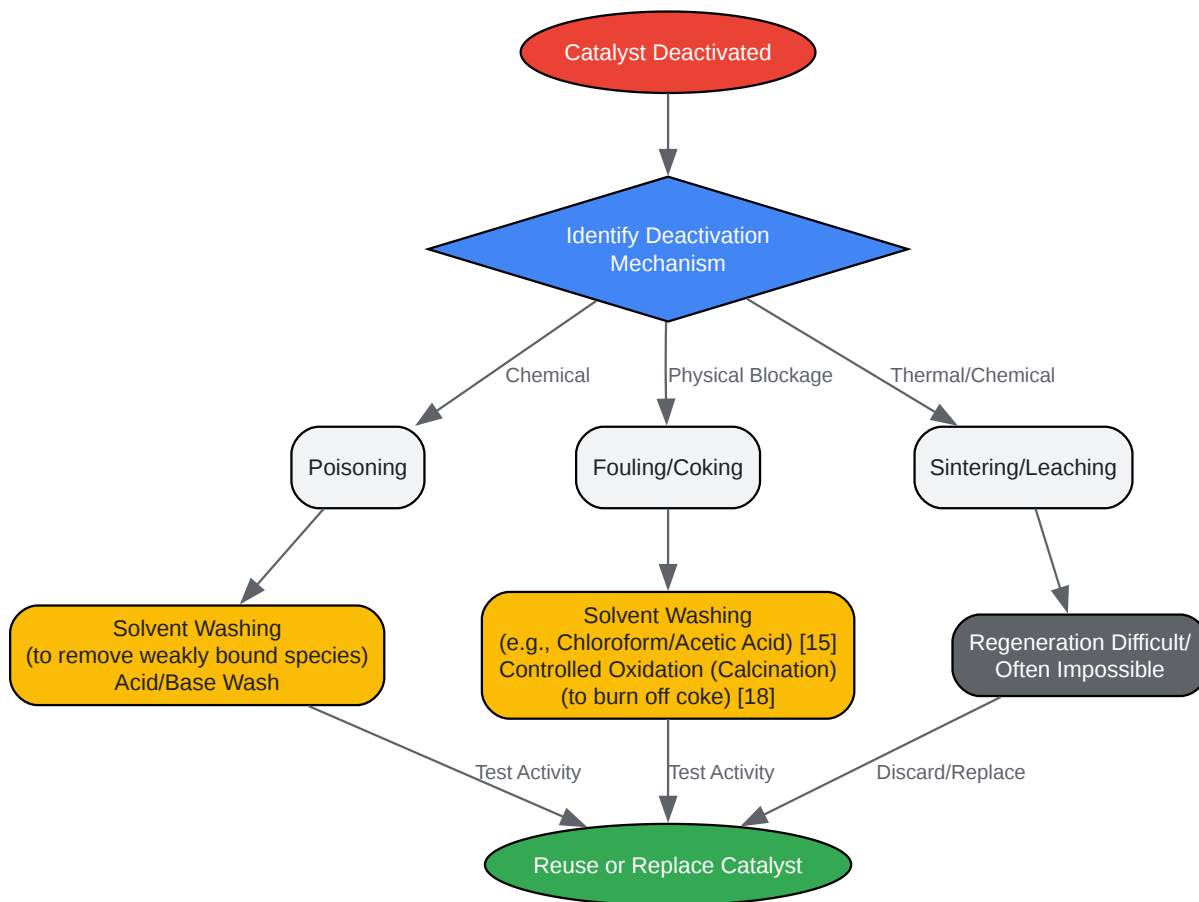 Catalyst Deactivated
Identify Deactivation
Mechanism
Chemical
Physical Blockage
Thermal/Chemical
Poisoning
Fouling/Coking
Sintering/Leaching
Solvent Washing
(to remove weakly bound species)
Acid/Base Wash
Solvent Washing
(e.g., Chloroform/Acetic Acid) [15]
Controlled Oxidation (Calcination)
(to burn off coke) [18]
Regeneration Difficult/
Often Impossible
Test Activity
Test Activity
Discard/Replace
Reuse or Replace Catalyst